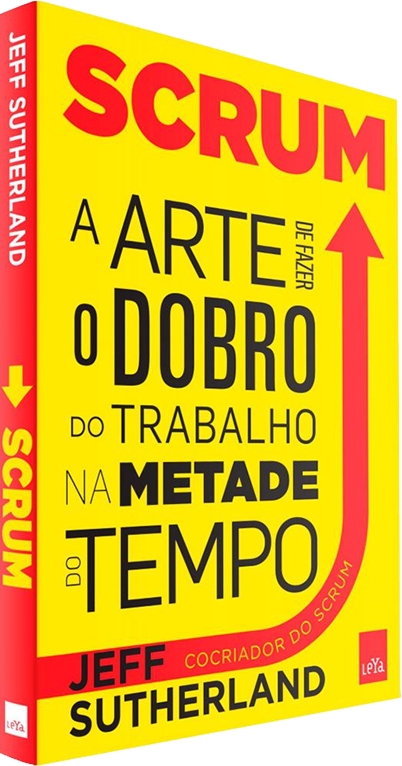 JEFF SUTHERLAND
SCRUM
LeYa
SCRUM
A ARTE DE FAZER
O DOBRO
DO TRABALHO
NA METADE
DO TEMPO
COCRIADOR DO SCRUM
JEFF
SUTHERLAND
LeYa